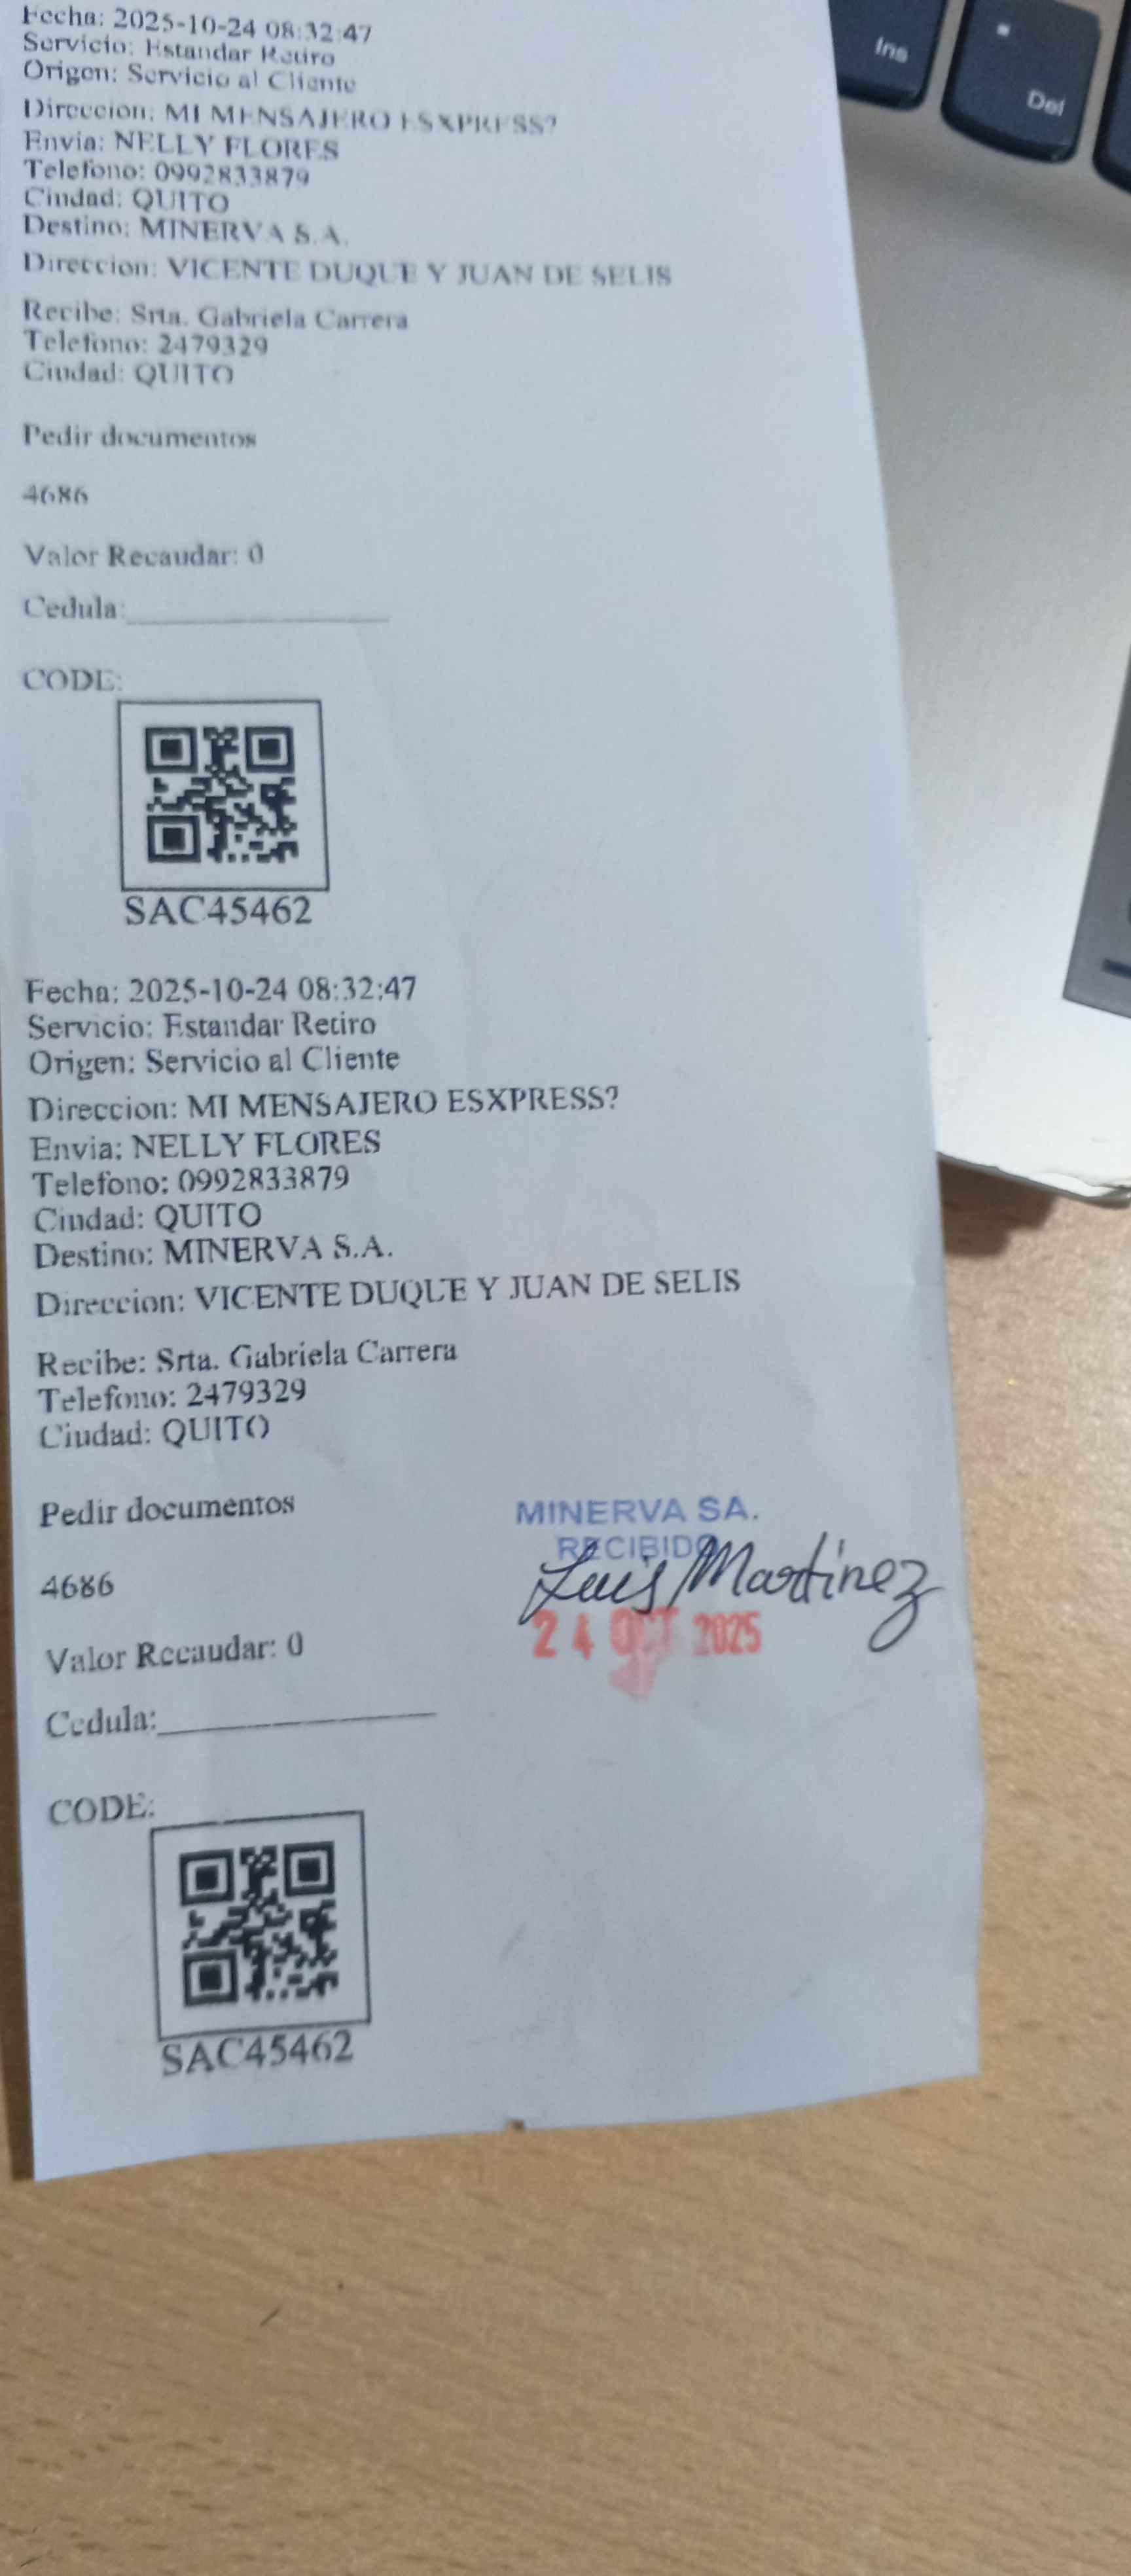 Fecha: 2025-10-24 08:32:47
Servicio: Estandar Retiro
Origen: Servicio al Cliente
Direccion: MI MENSAJERO ESXPRESS?
Envia: NELLY FLORES
Telefono: 0992833879
Ciudad: QUITO
Destino: MINERVA S.A.
Direccion: VICENTE DUQUE Y JUAN DE SELIS
Recibe: Srta. Gabriela Carrera
Telefono: 2479329
Ciudad: QUITO
Pedir documentos
4686
Valor Recaudar: 0
Cedula:
CODE:
SAC45462
Fecha: 2025-10-24 08:32:47
Servicio: Estandar Retiro
Origen: Servicio al Cliente
Direccion: MI MENSAJERO ESXPRESS?
Envia: NELLY FLORES
Telefono: 0992833879
Ciudad: QUITO
Destino: MINERVA S.A.
Direccion: VICENTE DUQUE Y JUAN DE SELIS
Recibe: Srta. Gabriela Carrera
Telefono: 2479329
Ciudad: QUITO
Pedir documentos
4686
Valor Recaudar: 0
Cedula:
MINERVA SA.
RECIBIDO
Luis Martinez
24 OCT 2025
CODE:
SAC45462
Ins
Del